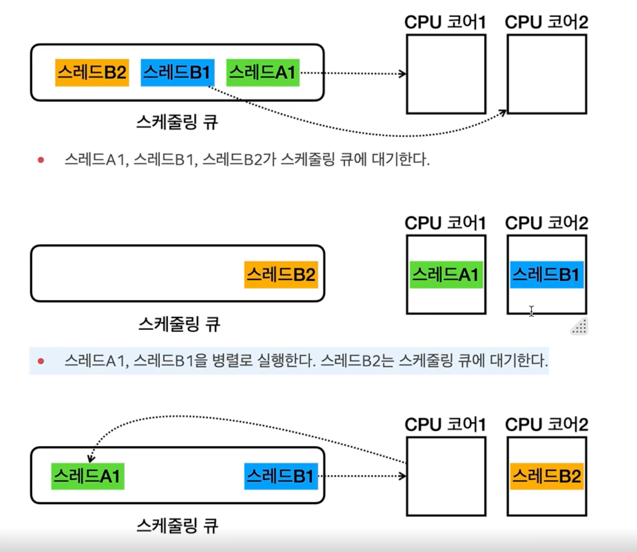 CPU 코어1 CPU 코어2
스레드B2 스레드B1 스레드A1
스케줄링 큐
• 스레드A1, 스레드B1, 스레드B2가 스케줄링 큐에 대기한다.
CPU 코어1 CPU 코어2
스레드B2 스레드A1 스레드B1
스케줄링 큐
• 스레드A1, 스레드B1을 병렬로 실행한다. 스레드B2는 스케줄링 큐에 대기한다.
CPU 코어1 CPU 코어2
스레드A1 스레드B1 스레드B2
스케줄링 큐